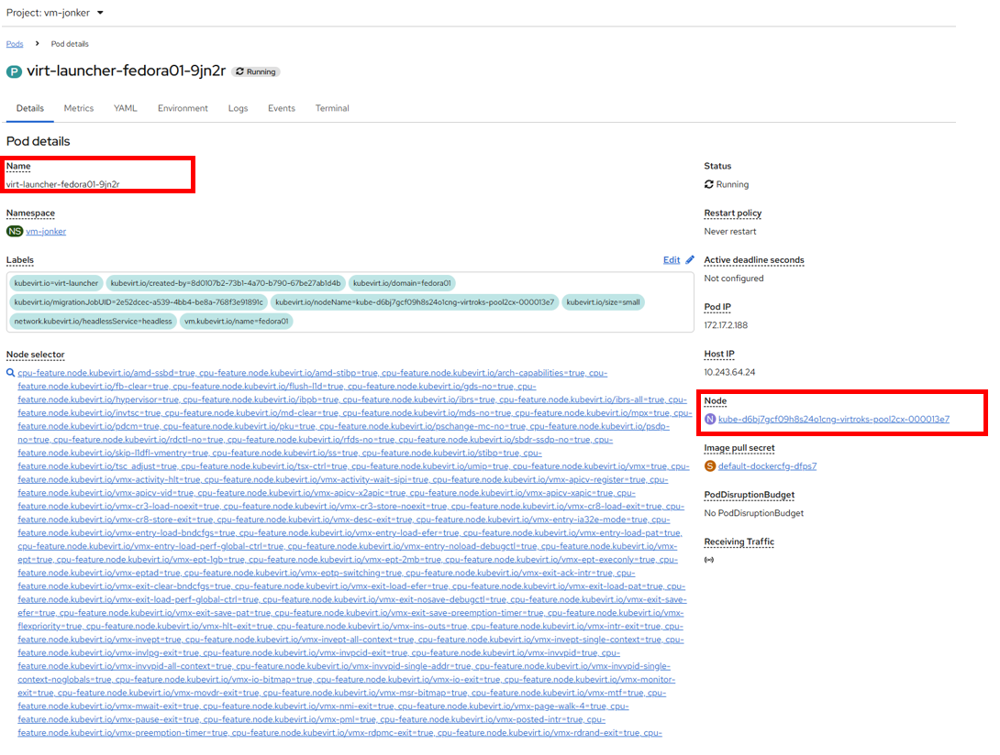 Project: vm-jonker
Pods > Pod details
P virt-launcher-fedora01-9jn2r Running
Details Metrics YAML Environment Logs Events Terminal
Pod details
Name
virt-launcher-fedora01-9jn2r
Namespace
NS vm-jonker
Labels Edit
kubevirt.io=virt-launcher kubevirt.io/created-by=8d0107b2-73b1-4a70-b790-67be27ab1d4b kubevirt.io/domain=fedora01
kubevirt.io/migrationJobUID=2e52dcec-a539-4bb4-be8a-768f3e91891c kubevirt.io/nodeName=kube-d6bj7gcf09h8s24o1cng-virtroks-pool2cx-000013e7 kubevirt.io/size=small
network.kubevirt.io/headlessService=headless vm.kubevirt.io/name=fedora01
Node selector
cpu-feature.node.kubevirt.io/amd-ssbd=true, cpu-feature.node.kubevirt.io/amd-stibp=true, cpu-feature.node.kubevirt.io/arch-capabilities=true, cpu-
feature.node.kubevirt.io/fb-clear=true, cpu-feature.node.kubevirt.io/flush-l1d=true, cpu-feature.node.kubevirt.io/gds-no=true, cpu-
feature.node.kubevirt.io/hypervisor=true, cpu-feature.node.kubevirt.io/ibpb=true, cpu-feature.node.kubevirt.io/ibrs=true, cpu-feature.node.kubevirt.io/ibrs-all=true, cpu-
feature.node.kubevirt.io/invtsc=true, cpu-feature.node.kubevirt.io/md-clear=true, cpu-feature.node.kubevirt.io/mds-no=true, cpu-feature.node.kubevirt.io/mpx=true, cpu-
feature.node.kubevirt.io/pdcm=true, cpu-feature.node.kubevirt.io/pku=true, cpu-feature.node.kubevirt.io/pschange-mc-no=true, cpu-feature.node.kubevirt.io/psdp-
no=true, cpu-feature.node.kubevirt.io/rdctl-no=true, cpu-feature.node.kubevirt.io/rfds-no=true, cpu-feature.node.kubevirt.io/sbdr-ssdp-no=true, cpu-
feature.node.kubevirt.io/skip-l1dfl-vmentry=true, cpu-feature.node.kubevirt.io/ss=true, cpu-feature.node.kubevirt.io/stibp=true, cpu-
feature.node.kubevirt.io/tsc_adjust=true, cpu-feature.node.kubevirt.io/tsx-ctrl=true, cpu-feature.node.kubevirt.io/umip=true, cpu-feature.node.kubevirt.io/vmx=true, cpu-
feature.node.kubevirt.io/vmx-activity-hlt=true, cpu-feature.node.kubevirt.io/vmx-activity-wait-sipi=true, cpu-feature.node.kubevirt.io/vmx-apicv-register=true, cpu-
feature.node.kubevirt.io/vmx-apicv-vid=true, cpu-feature.node.kubevirt.io/vmx-apicv-x2apic=true, cpu-feature.node.kubevirt.io/vmx-apicv-xapic=true, cpu-
feature.node.kubevirt.io/vmx-cr3-load-noexit=true, cpu-feature.node.kubevirt.io/vmx-cr3-store-noexit=true, cpu-feature.node.kubevirt.io/vmx-cr8-load-exit=true, cpu-
feature.node.kubevirt.io/vmx-cr8-store-exit=true, cpu-feature.node.kubevirt.io/vmx-desc-exit=true, cpu-feature.node.kubevirt.io/vmx-entry-ia32e-mode=true, cpu-
feature.node.kubevirt.io/vmx-entry-load-bndcfgs=true, cpu-feature.node.kubevirt.io/vmx-entry-load-efer=true, cpu-feature.node.kubevirt.io/vmx-entry-load-pat=true,
cpu-feature.node.kubevirt.io/vmx-entry-load-perf-global-ctrl=true, cpu-feature.node.kubevirt.io/vmx-entry-noload-debugctl=true, cpu-feature.node.kubevirt.io/vmx-
ept=true, cpu-feature.node.kubevirt.io/vmx-ept-1gb=true, cpu-feature.node.kubevirt.io/vmx-ept-2mb=true, cpu-feature.node.kubevirt.io/vmx-ept-execonly=true, cpu-
feature.node.kubevirt.io/vmx-eptad=true, cpu-feature.node.kubevirt.io/vmx-eptp-switching=true, cpu-feature.node.kubevirt.io/vmx-exit-ack-intr=true, cpu-
feature.node.kubevirt.io/vmx-exit-clear-bndcfgs=true, cpu-feature.node.kubevirt.io/vmx-exit-load-efer=true, cpu-feature.node.kubevirt.io/vmx-exit-load-pat=true, cpu-
feature.node.kubevirt.io/vmx-exit-load-perf-global-ctrl=true, cpu-feature.node.kubevirt.io/vmx-exit-nosave-debugctl=true, cpu-feature.node.kubevirt.io/vmx-exit-save-
efer=true, cpu-feature.node.kubevirt.io/vmx-exit-save-pat=true, cpu-feature.node.kubevirt.io/vmx-exit-save-preemption-timer=true, cpu-feature.node.kubevirt.io/vmx-
flexpriority=true, cpu-feature.node.kubevirt.io/vmx-hlt-exit=true, cpu-feature.node.kubevirt.io/vmx-ins-outs=true, cpu-feature.node.kubevirt.io/vmx-intr-exit=true, cpu-
feature.node.kubevirt.io/vmx-invept=true, cpu-feature.node.kubevirt.io/vmx-invept-all-context=true, cpu-feature.node.kubevirt.io/vmx-invept-single-context=true, cpu-
feature.node.kubevirt.io/vmx-invlpg-exit=true, cpu-feature.node.kubevirt.io/vmx-invpcid-exit=true, cpu-feature.node.kubevirt.io/vmx-invvpid=true, cpu-
feature.node.kubevirt.io/vmx-invvpid-all-context=true, cpu-feature.node.kubevirt.io/vmx-invvpid-single-addr=true, cpu-feature.node.kubevirt.io/vmx-invvpid-single-
context-noglobals=true, cpu-feature.node.kubevirt.io/vmx-io-bitmap=true, cpu-feature.node.kubevirt.io/vmx-io-exit=true, cpu-feature.node.kubevirt.io/vmx-monitor-
exit=true, cpu-feature.node.kubevirt.io/vmx-movdr-exit=true, cpu-feature.node.kubevirt.io/vmx-msr-bitmap=true, cpu-feature.node.kubevirt.io/vmx-mtf=true, cpu-
feature.node.kubevirt.io/vmx-mwait-exit=true, cpu-feature.node.kubevirt.io/vmx-nmi-exit=true, cpu-feature.node.kubevirt.io/vmx-page-walk-4=true, cpu-
feature.node.kubevirt.io/vmx-pause-exit=true, cpu-feature.node.kubevirt.io/vmx-pml=true, cpu-feature.node.kubevirt.io/vmx-posted-intr=true, cpu-
feature.node.kubevirt.io/vmx-preemption-timer=true, cpu-feature.node.kubevirt.io/vmx-rdpmc-exit=true, cpu-feature.node.kubevirt.io/vmx-rdrand-exit=true, cpu-
Status
Running
Restart policy
Never restart
Active deadline seconds
Not configured
Pod IP
172.17.2.188
Host IP
10.243.64.24
Node
N kube-d6bj7gcf09h8s24o1cng-virtroks-pool2cx-000013e7
Image pull secret
S default-dockercfg-dfps7
PodDisruptionBudget
No PodDisruptionBudget
Receiving Traffic